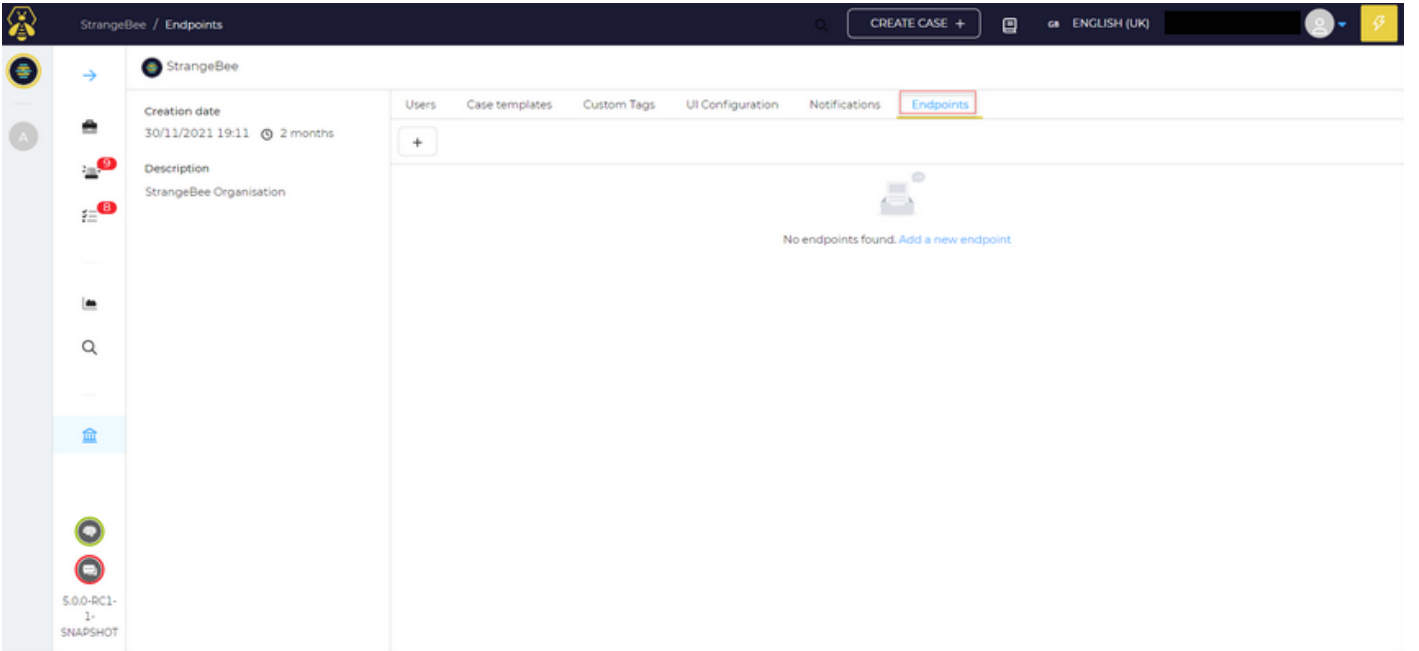 StrangeBee / Endpoints
CREATE CASE +
GB ENGLISH (UK)
StrangeBee
A
Creation date
30/11/2021 19:11 2 months
Description
StrangeBee Organisation
9
8
Users Case templates Custom Tags UI Configuration Notifications Endpoints
+
No endpoints found. Add a new endpoint
5.0.0-RC1-
1-
SNAPSHOT